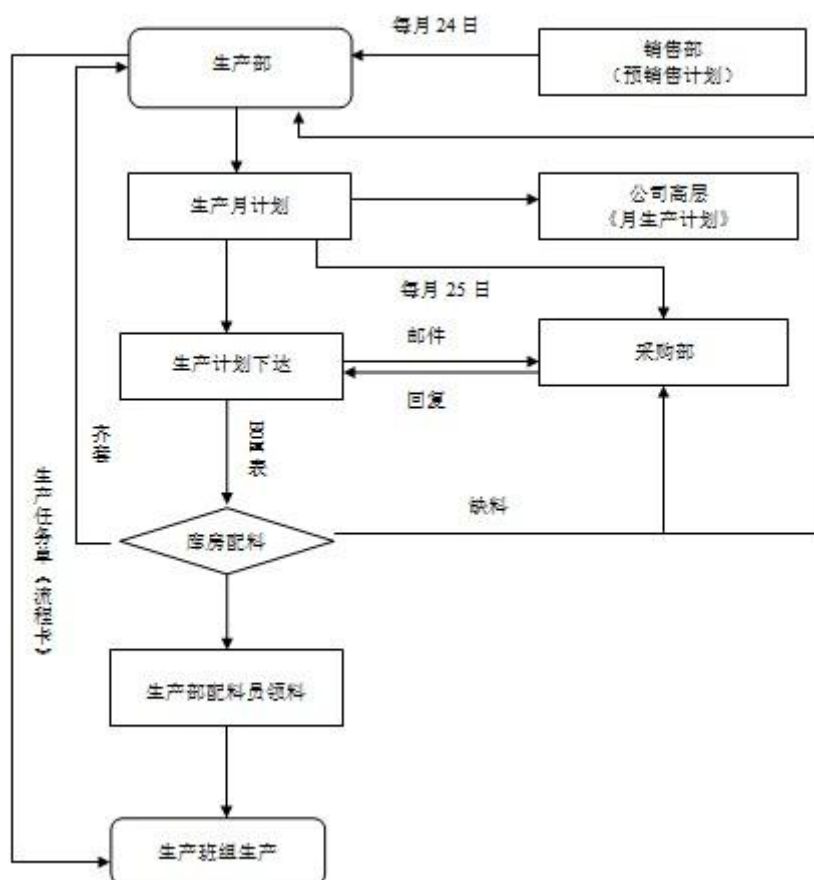 每月 24 日
生产部
销售部
（预销售计划）
生产月计划
公司高层
《月生产计划》
每月 25 日
邮件
生产计划下达
采购部
回复
齐套
BOM 表
生产任务单《流程卡》
缺料
库房配料
生产部配料员领料
生产班组生产